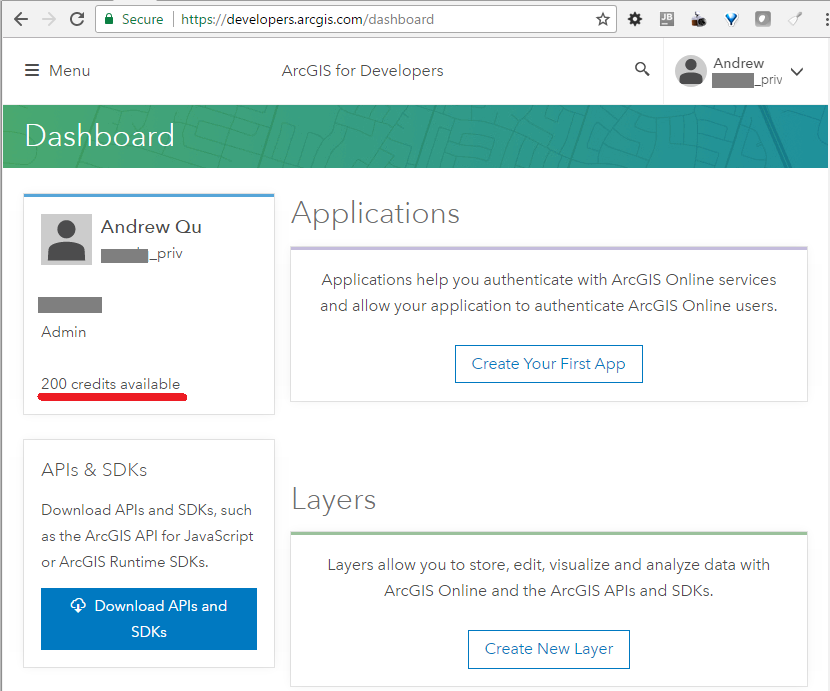 Secure
https://developers.arcgis.com/dashboard
JB
Menu
ArcGIS for Developers
Andrew
_priv
Dashboard
Andrew Qu
_priv
Admin
200 credits available
APIs & SDKs
Download APIs and SDKs, such
as the ArcGIS API for JavaScript
or ArcGIS Runtime SDKs.
Download APIs and
SDKs
Applications
Applications help you authenticate with ArcGIS Online services
and allow your application to authenticate ArcGIS Online users.
Create Your First App
Layers
Layers allow you to store, edit, visualize and analyze data with
ArcGIS Online and the ArcGIS APIs and SDKs.
Create New Layer